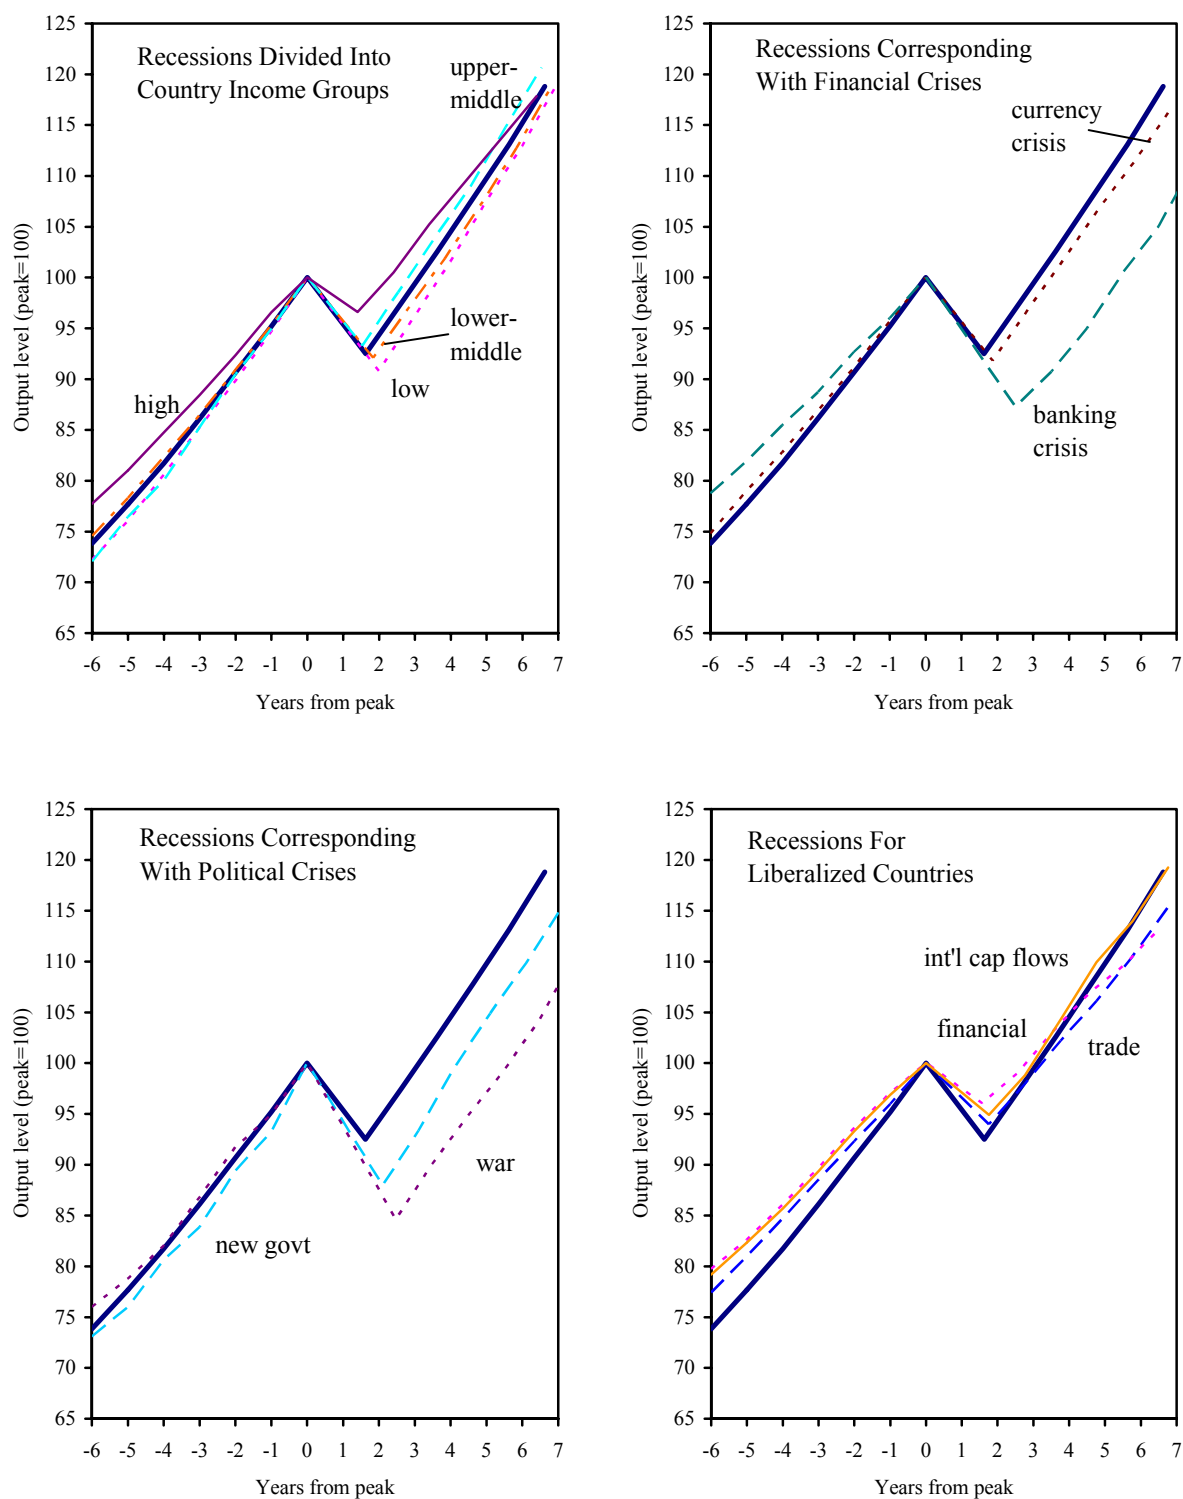 Recessions Divided Into
Country Income Groups
upper-
middle
high
lower-
middle
low
Output level (peak=100)
125
120
115
110
105
100
95
90
85
80
75
70
65
-6 -5 -4 -3 -2 -1 0 1 2 3 4 5 6 7
Years from peak
Recessions Corresponding
With Financial Crises
currency
crisis
banking
crisis
Output level (peak=100)
125
120
115
110
105
100
95
90
85
80
75
70
65
-6 -5 -4 -3 -2 -1 0 1 2 3 4 5 6 7
Years from peak
Recessions Corresponding
With Political Crises
war
new govt
Output level (peak=100)
125
120
115
110
105
100
95
90
85
80
75
70
65
-6 -5 -4 -3 -2 -1 0 1 2 3 4 5 6 7
Years from peak
Recessions For
Liberalized Countries
int'l cap flows
financial
trade
Output level (peak=100)
125
120
115
110
105
100
95
90
85
80
75
70
65
-6 -5 -4 -3 -2 -1 0 1 2 3 4 5 6 7
Years from peak